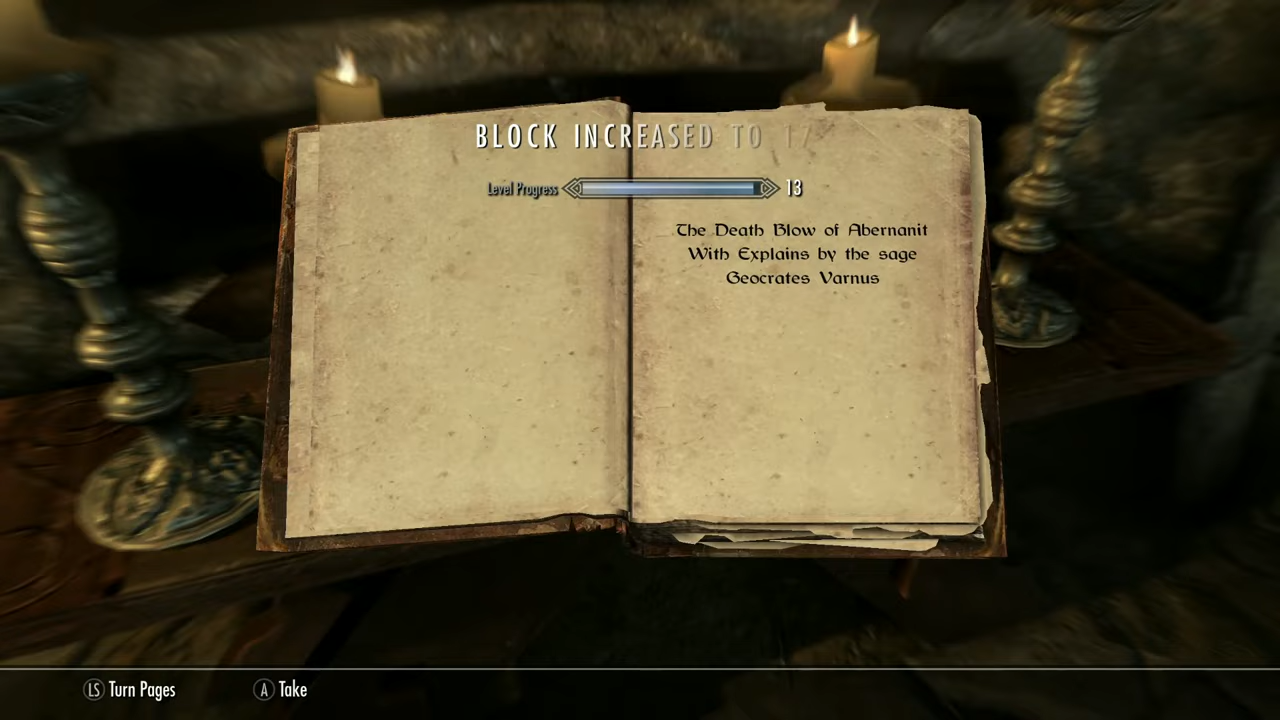 BLOCK INCREASED TO 17
Level Progress 13
The Death Blow of Abernanit
With Explains by the sage
Geocrates Varnus
LS Turn Pages A Take